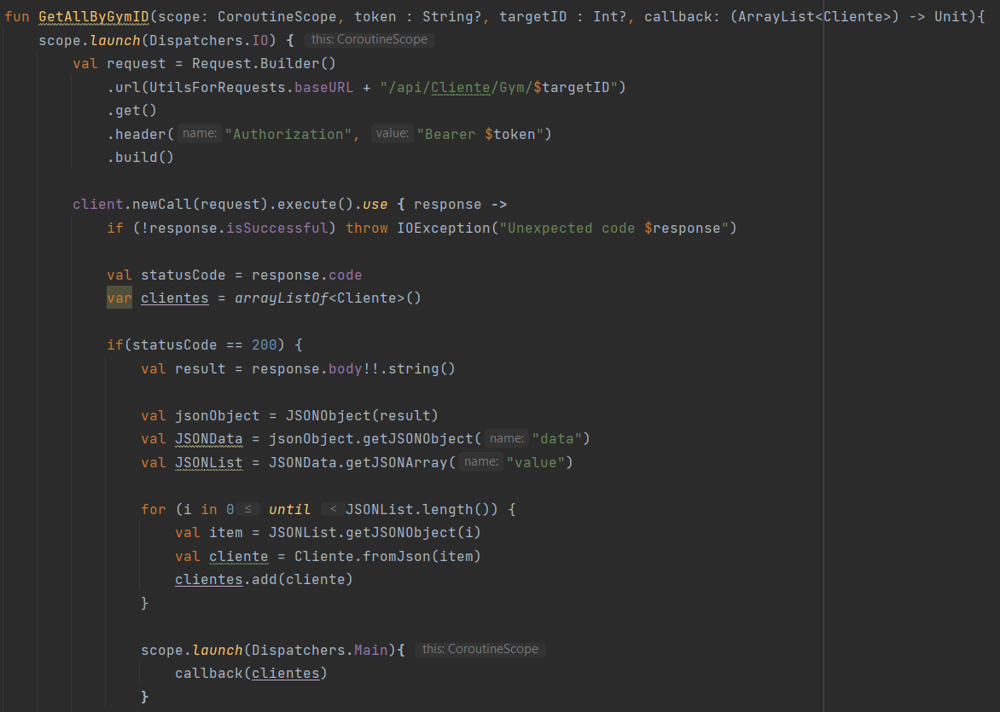 fun GetAllByGymID(scope: CoroutineScope, token : String?, targetID : Int?, callback: (ArrayList<Cliente>) -> Unit){
scope.launch(Dispatchers.IO) { this: CoroutineScope
val request = Request.Builder()
.url(UtilsForRequests.baseURL + "/api/Cliente/Gym/$targetID")
.get()
.header( name: "Authorization", value: "Bearer $token")
.build()
client.newCall(request).execute().use { response ->
if (!response.isSuccessful) throw IOException("Unexpected code $response")
val statusCode = response.code
var clientes = arrayListOf<Cliente>()
if(statusCode == 200) {
val result = response.body!!.string()
val jsonObject = JSONObject(result)
val JSONData = jsonObject.getJSONObject( name: "data")
val JSONList = JSONData.getJSONArray( name: "value")
for (i in 0 ≤ until < JSONList.length()) {
val item = JSONList.getJSONObject(i)
val cliente = Cliente.fromJson(item)
clientes.add(cliente)
}
scope.launch(Dispatchers.Main){ this: CoroutineScope
callback(clientes)
}